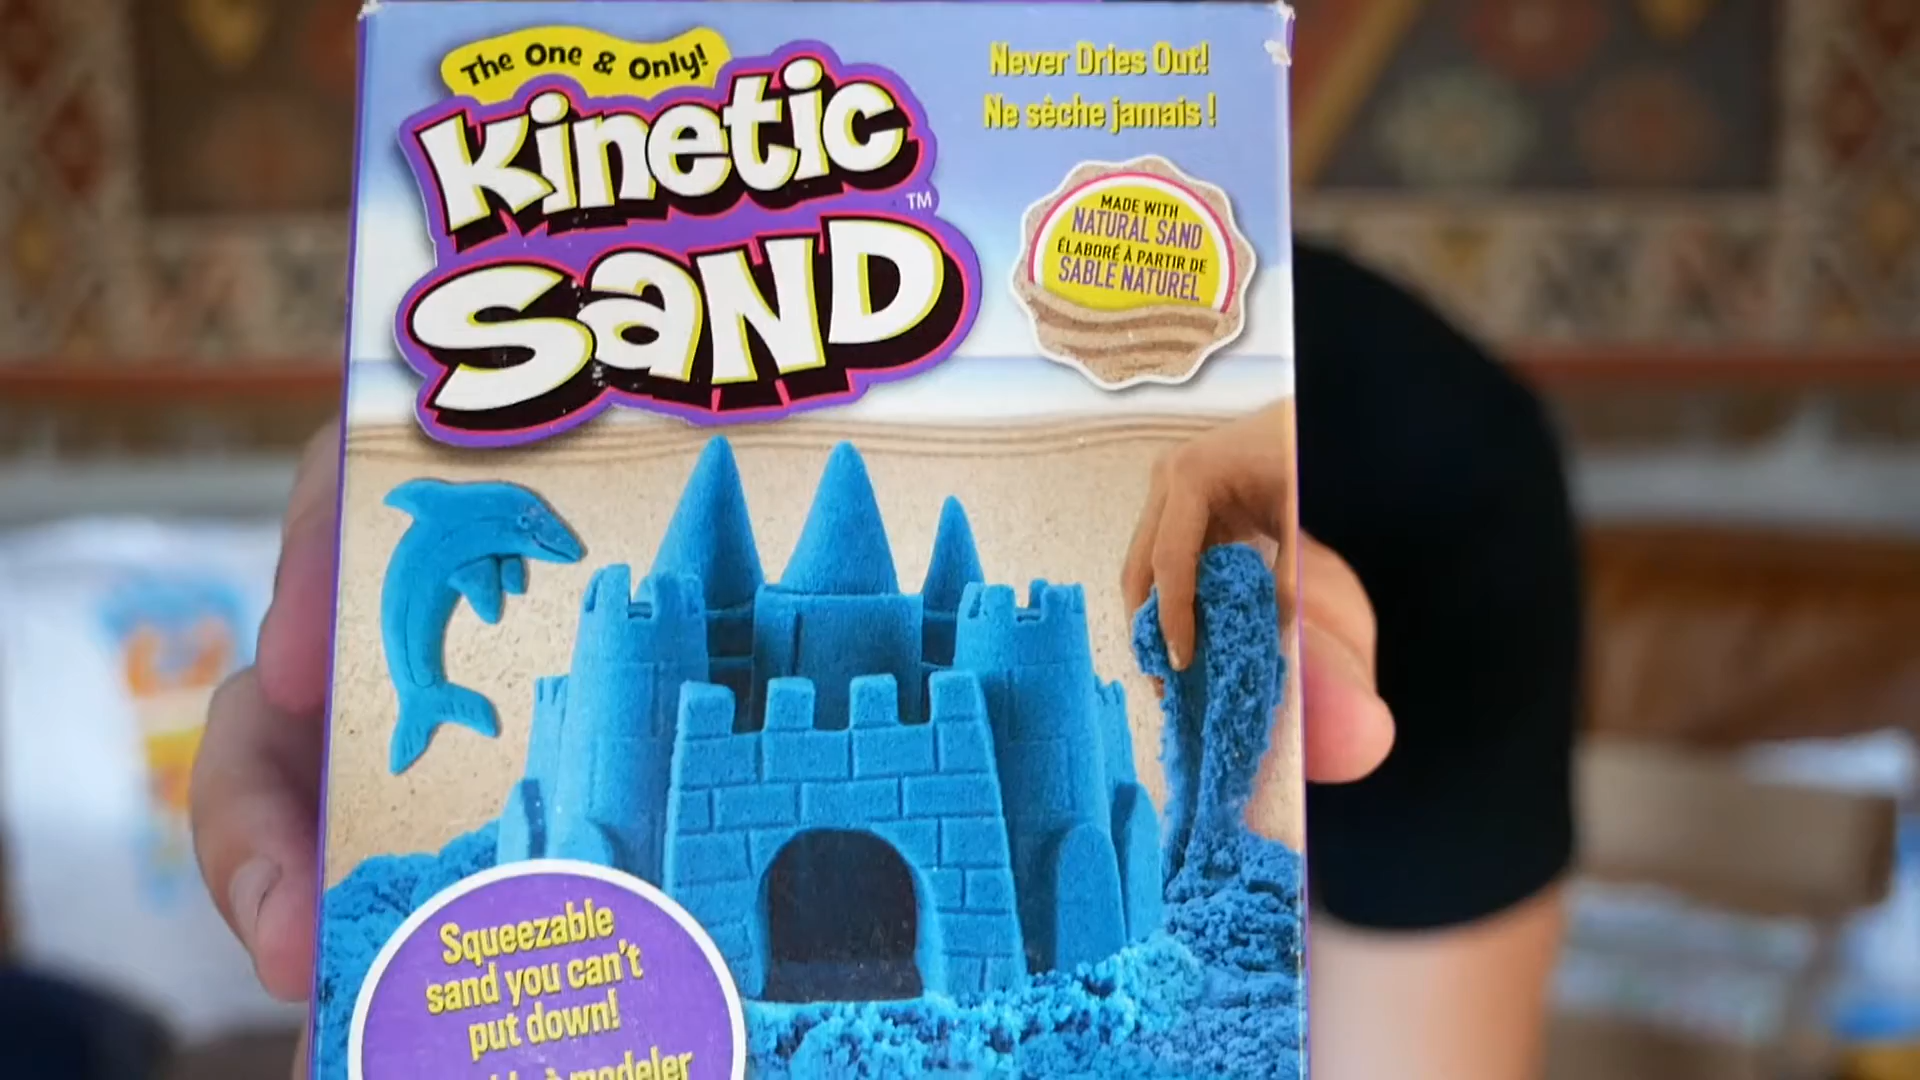 The One & Only!
Kinetic
SAND
TM
Never Dries Out!
Ne sèche jamais !
MADE WITH
NATURAL SAND
ÉLABORÉ À PARTIR DE
SABLE NATUREL
Squeezable
sand you can't
put down!
à modeler